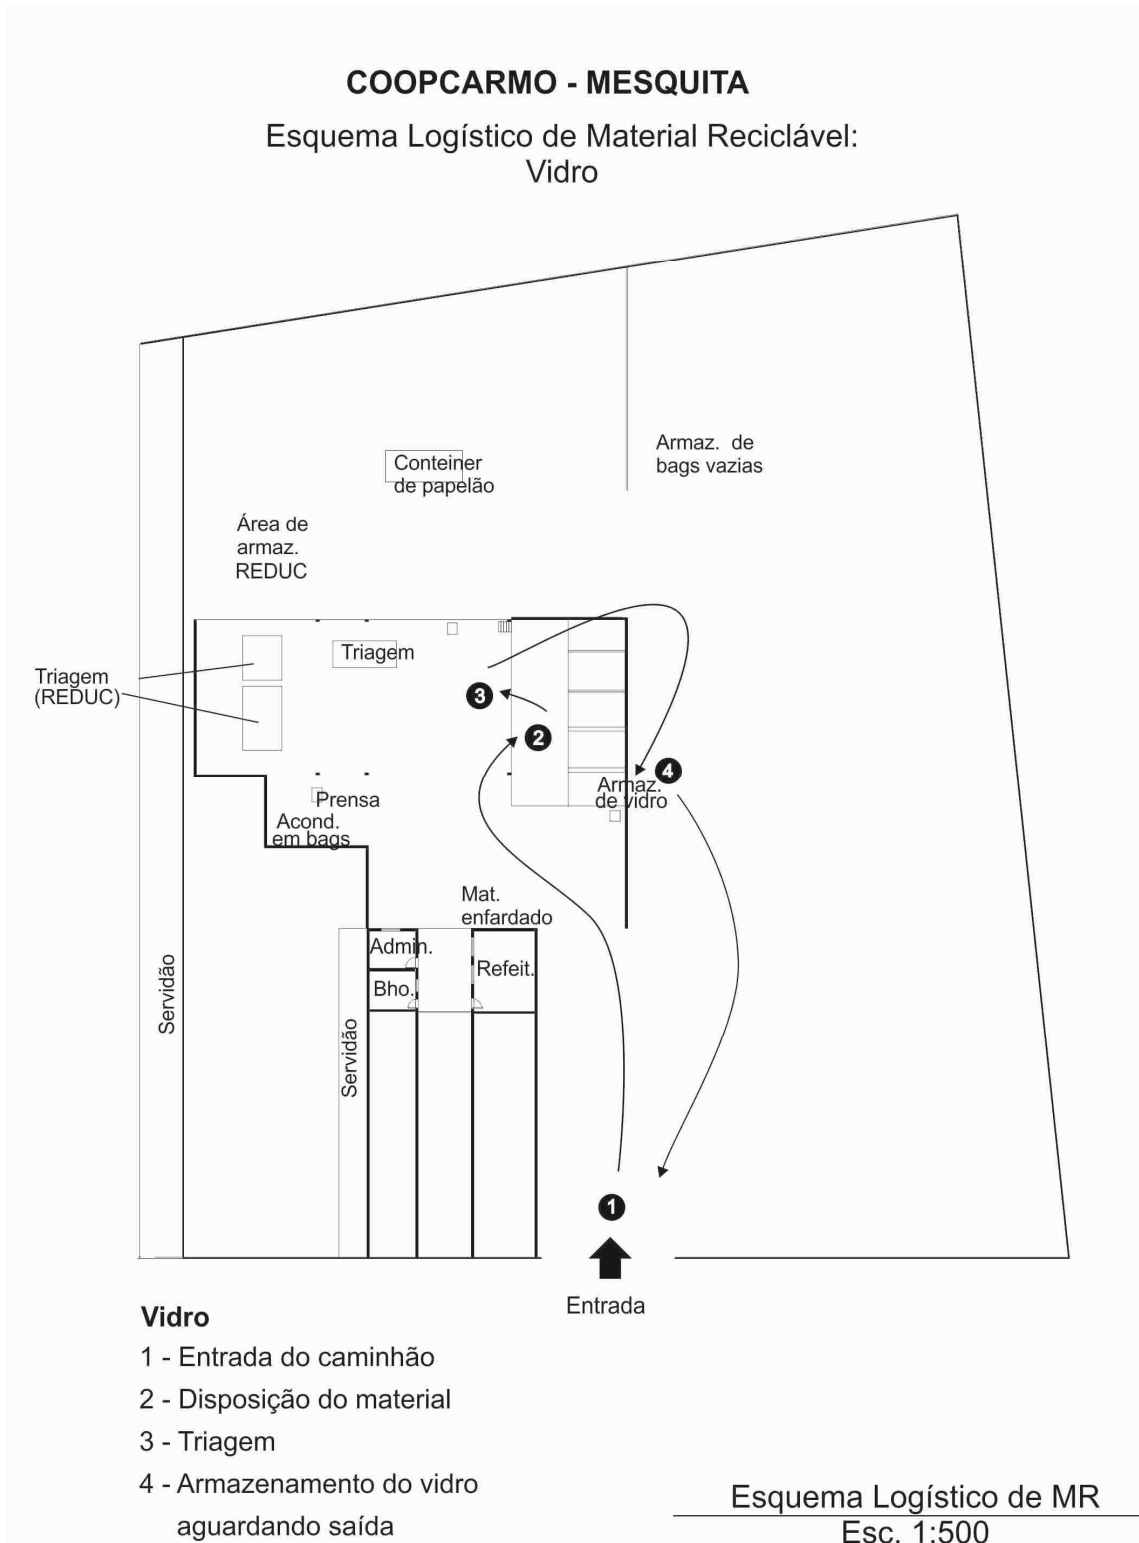 COOPCARMO - MESQUITA
Esquema Logístico de Material Reciclável:
Vidro
Armaz. de
bags vazias
Conteiner
de papelão
Área de
armaz.
REDUC
Triagem
Triagem
(REDUC)
3
2
4
Armaz.
de vidro
Prensa
Acond.
em bags
Mat.
enfardado
Admin.
Refeit.
Bho.
Servidão
Servidão
1
Entrada
Vidro
1 - Entrada do caminhão
2 - Disposição do material
3 - Triagem
4 - Armazenamento do vidro
aguardando saída
Esquema Logístico de MR
Esc. 1:500